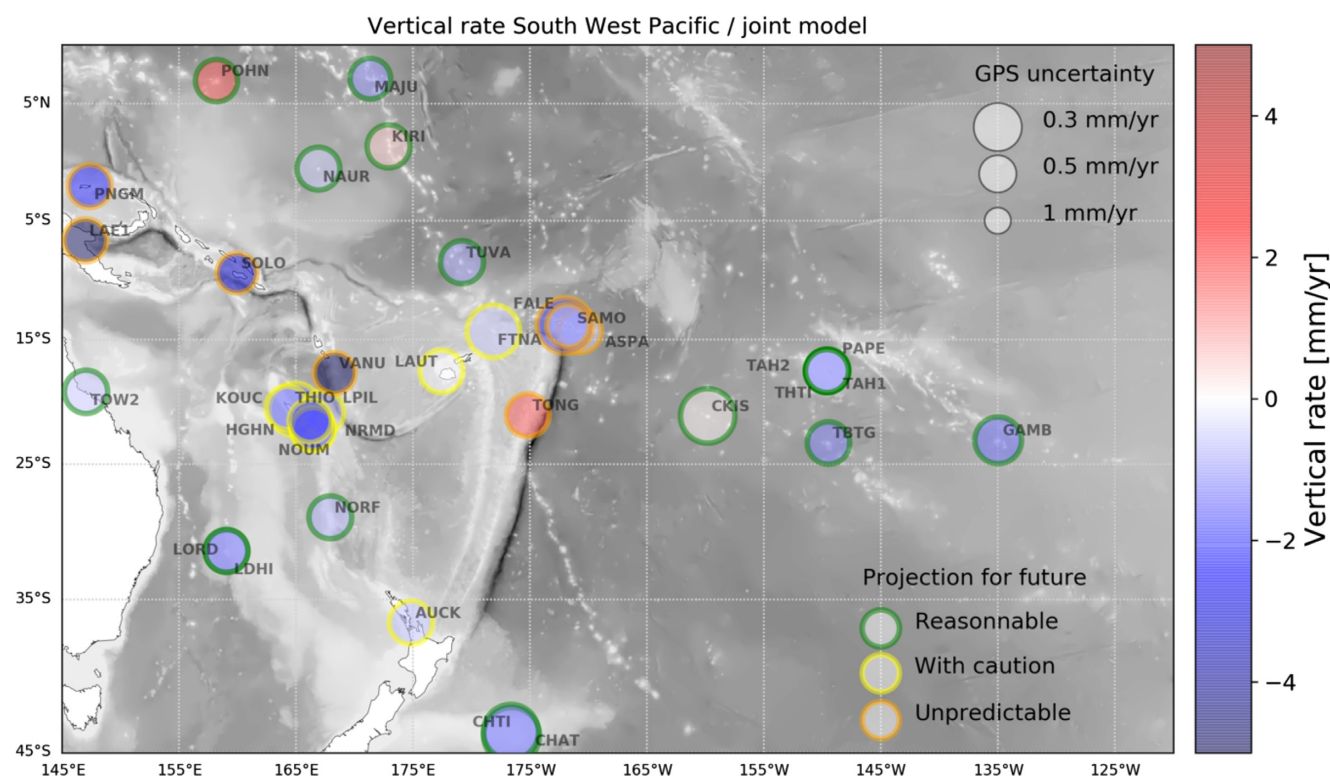 Vertical rate South West Pacific / joint model
POHN
MAJU
GPS uncertainty
5°N
0.3 mm/yr
KIRI
0.5 mm/yr
NAUR
PNGM
1 mm/yr
5°S
LAE1
SOLO
TUVA
FALE
SAMO
15°S
FTNA
ASPA
VANU
LAUT
PAPE
TAH2
TAH1
THTI
TOW2
KOUC
THIO
LPIL
TONG
CKIS
HGHN
NRMD
TBTG
GAMB
NOUM
25°S
NORF
LORD
LDHI
Projection for future
35°S
AUCK
Reasonnable
With caution
Unpredictable
CHTI
CHAT
45°S
145°E
155°E
165°E
175°E
175°W
165°W
155°W
145°W
135°W
125°W
4
2
0
−2
−4
Vertical rate [mm/yr]